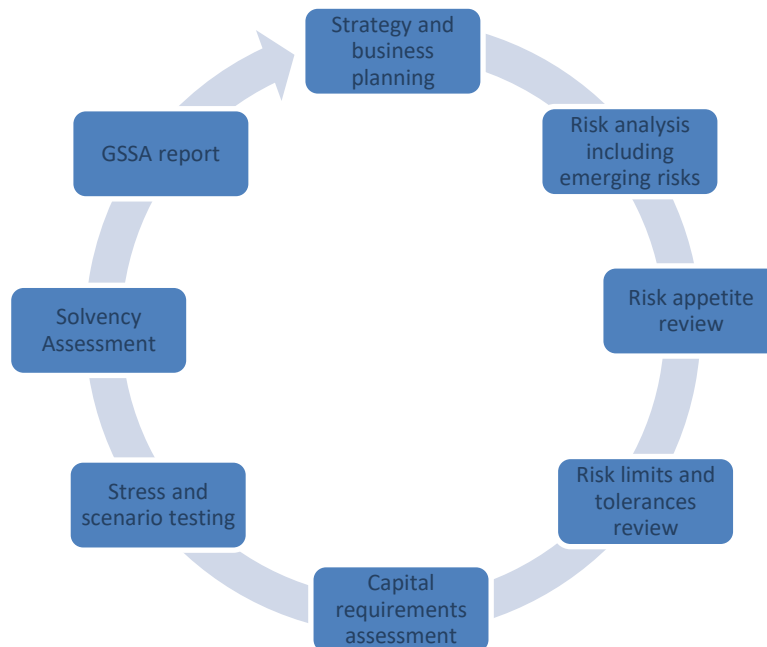 Strategy and
business
planning
Risk analysis
including
emerging risks
Risk appetite
review
Risk limits and
tolerances
review
Capital
requirements
assessment
Stress and
scenario testing
Solvency
Assessment
GSSA report